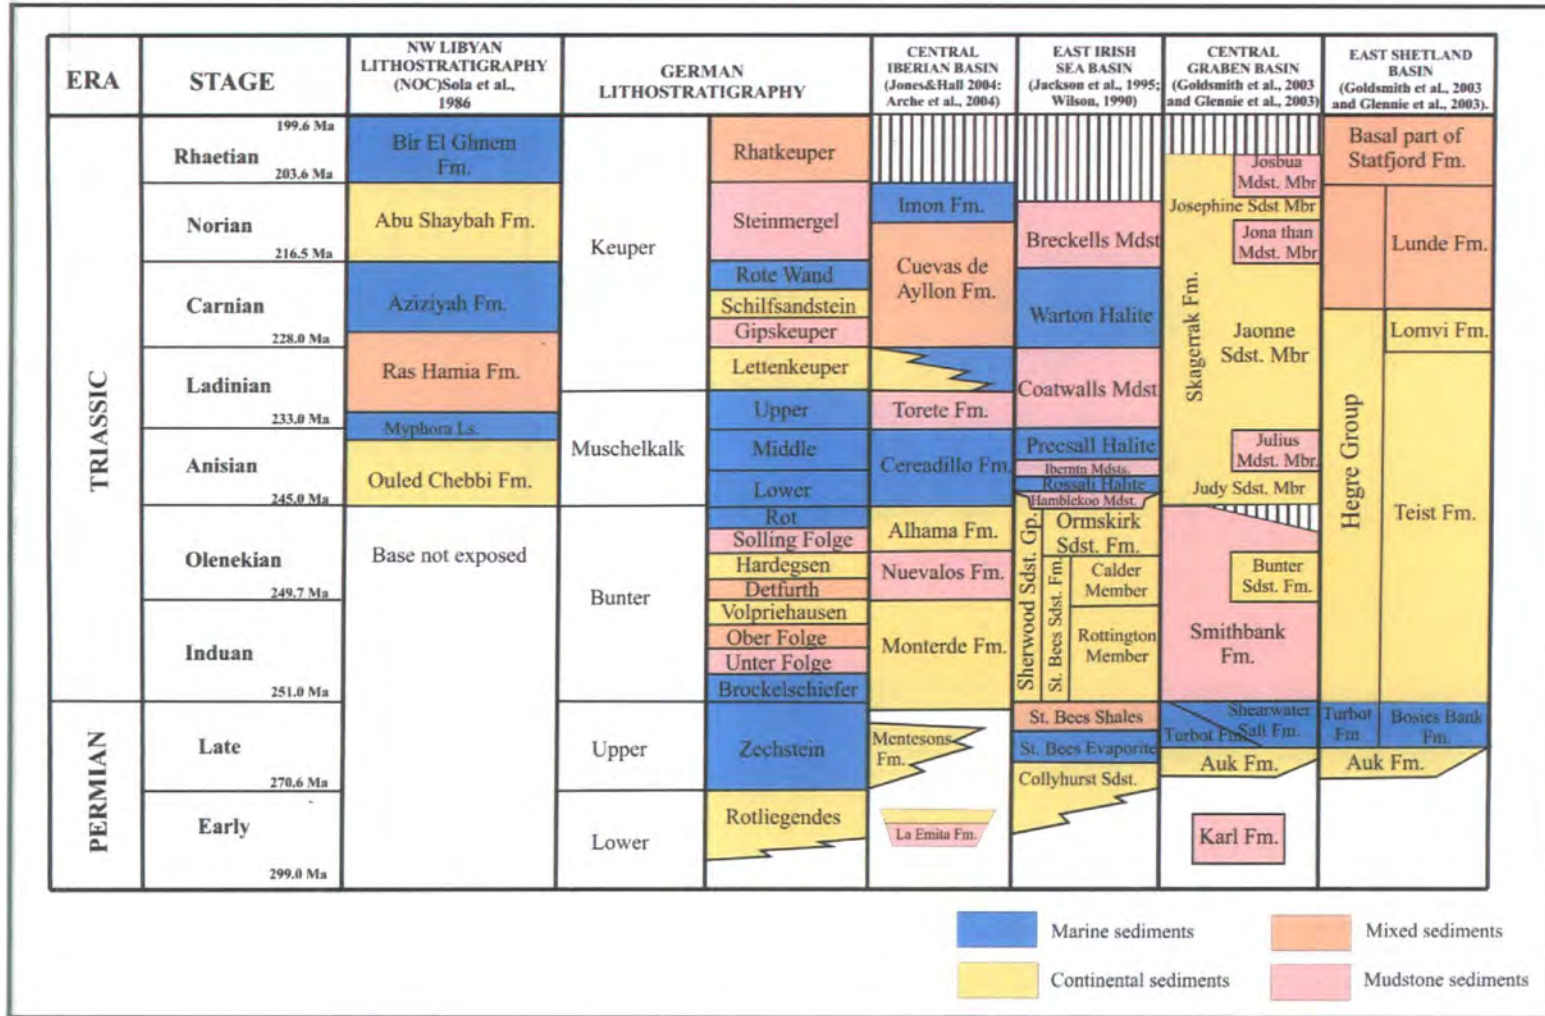 ERA
STAGE
NW LIBYAN
LITHOSTRATIGRAPHY
(NOC)Sola et al.,
1986
GERMAN
LITHOSTRATIGRAPHY
CENTRAL
IBERIAN BASIN
(Jones&Hall 2004:
Arche et al., 2004)
EAST IRISH
SEA BASIN
(Jackson et al., 1995;
Wilson, 1990)
CENTRAL
GRABEN BASIN
(Goldsmith et al., 2003
and Glennie et al., 2003)
EAST SHETLAND
BASIN
(Goldsmith et al., 2003
and Glennie et al., 2003).
TRIASSIC
PERMIAN
199.6 Ma
Rhaetian
203.6 Ma
Norian
216.5 Ma
Carnian
228.0 Ma
Ladinian
233.0 Ma
Anisian
245.0 Ma
Olenekian
249.7 Ma
Induan
251.0 Ma
Late
270.6 Ma
Early
299.0 Ma
Bir El Ghnem
Fm.
Abu Shaybah Fm.
Aziziyah Fm.
Ras Hamia Fm.
Myphora Ls.
Ouled Chebbi Fm.
Base not exposed
Keuper
Muschelkalk
Bunter
Upper
Lower
Rhatkeuper
Steinmergel
Rote Wand
Schilfsandstein
Gipskeuper
Lettenkeuper
Upper
Middle
Lower
Rot
Solling Folge
Hardegsen
Detfurth
Volpriehausen
Ober Folge
Unter Folge
Brockelschiefer
Zechstein
Rotliegendes
Imon Fm.
Cuevas de
Ayllon Fm.
Torete Fm.
Cereadillo Fm.
Alhama Fm.
Nuevalos Fm.
Monterde Fm.
Mentesons
Fm.
La Emita Fm.
Breckells Mdst
Warton Halite
Coatwalls Mdst
Preesall Halite
Iberntn Mdsts.
Rossall Halite
Hamblekoo Mdst.
Sherwood Sdst. Gp.
Ormskirk
Sdst. Fm.
St. Bees Sdst. Fm.
Calder
Member
Rottington
Member
St. Bees Shales
St. Bees Evaporite
Collyhurst Sdst.
Skagerrak Fm.
Josbua
Mdst. Mbr
Josephine Sdst Mbr
Jona than
Mdst. Mbr
Jaonne
Sdst. Mbr
Julius
Mdst. Mbr.
Judy Sdst. Mbr
Bunter
Sdst. Fm.
Smithbank
Fm.
Shearwater
Salt Fm.
Turbot Fm.
Auk Fm.
Karl Fm.
Basal part of
Statfjord Fm.
Lunde Fm.
Lomvi Fm.
Hegre Group
Teist Fm.
Turbot
Fm
Bosies Bank
Fm.
Auk Fm.
Marine sediments
Mixed sediments
Continental sediments
Mudstone sediments